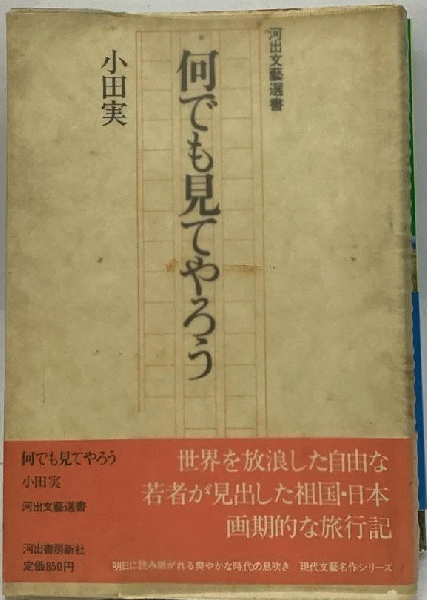 河出文藝選書
何でも見てやろう
小田実
世界を放浪した自由な
若者が見出した祖国・日本
画期的な旅行記
何でも見てやろう
小田実
河出文藝選書
河出書房新社
定価850円
明日に読み継がれる爽やかな時代の息吹き 現代文藝名作シリーズ